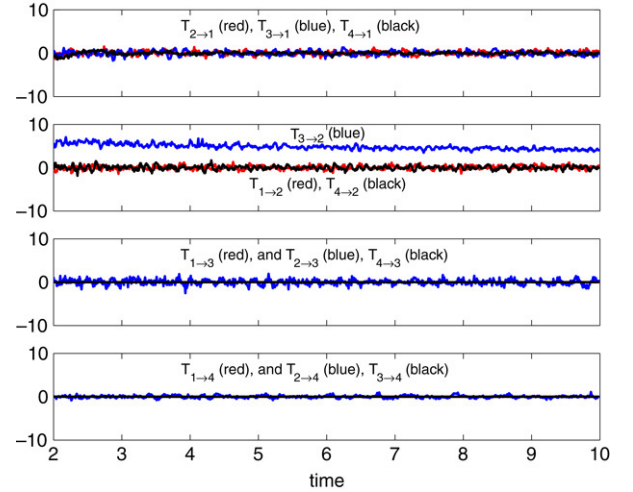 10
T2→1 (red), T3→1 (blue), T4→1 (black)
0
−10
10
T3→2 (blue)
0
T1→2 (red), T4→2 (black)
−10
10
T1→3 (red), and T2→3 (blue), T4→3 (black)
0
−10
10
T1→4 (red), and T2→4 (blue), T3→4 (black)
0
−10
2 3 4 5 6 7 8 9 10
time